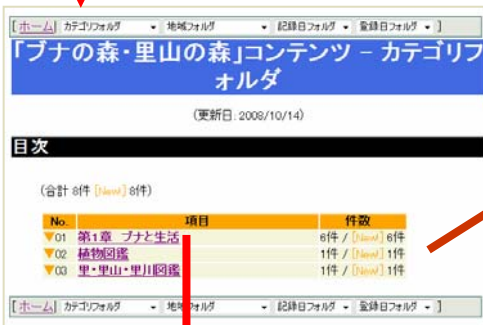 [ホーム| カテゴリフォルダ 地域フォルダ 記録日フォルダ 登録日フォルダ ]
「ブナの森・里山の森」コンテンツ － カテゴリフ
ォルダ
(更新日: 2008/10/14)
目次
(合計 8件 [New!] 8件)
No. 項目 件数
▼01 第1章 ブナと生活 6件 / [New!] 6件
▼02 植物図鑑 1件 / [New!] 1件
▼03 里・里山・里川図鑑 1件 / [New!] 1件
[ホーム| カテゴリフォルダ 地域フォルダ 記録日フォルダ 登録日フォルダ ]